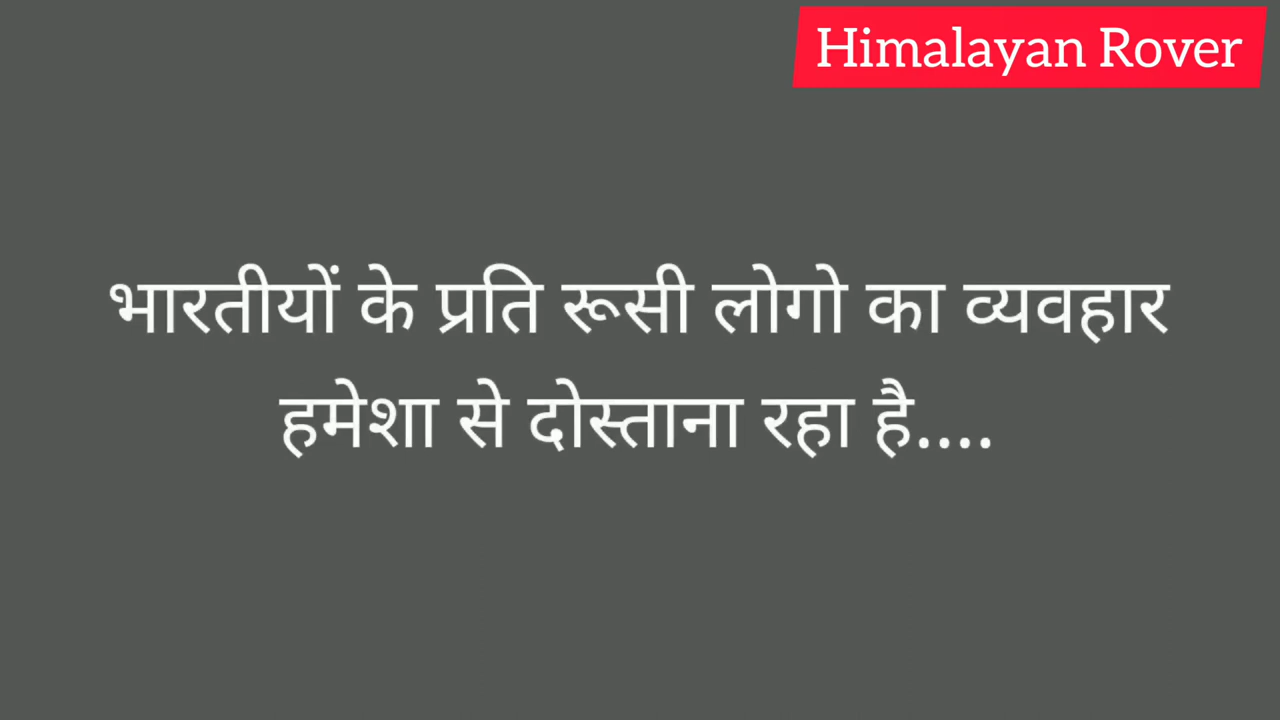 Himalayan Rover
भारतीयों के प्रति रूसी लोगो का व्यवहार
हमेशा से दोस्ताना रहा है....